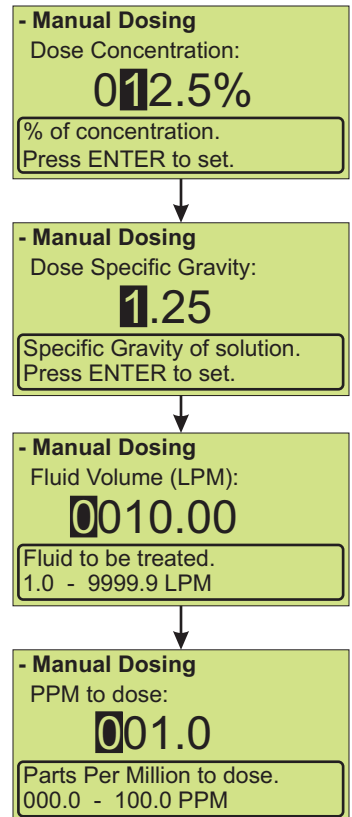 - Manual Dosing
Dose Concentration:
012.5%
% of concentration.
Press ENTER to set.
- Manual Dosing
Dose Specific Gravity:
1.25
Specific Gravity of solution.
Press ENTER to set.
- Manual Dosing
Fluid Volume (LPM):
0010.00
Fluid to be treated.
1.0 - 9999.9 LPM
- Manual Dosing
PPM to dose:
001.0
Parts Per Million to dose.
000.0 - 100.0 PPM